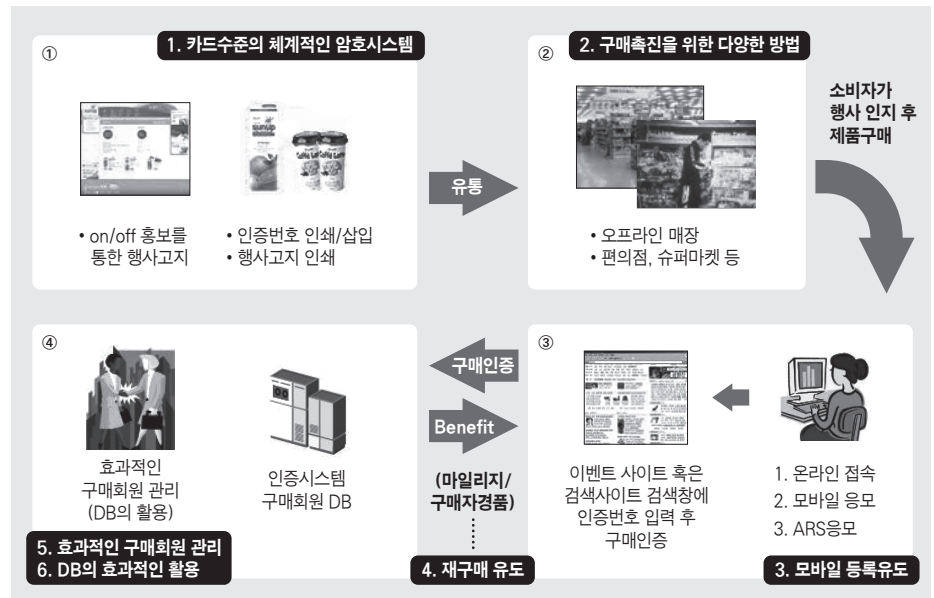 ①
1. 카드수준의 체계적인 암호시스템
• on/off 홍보를
통한 행사고지
• 인증번호 인쇄/삽입
• 행사고지 인쇄
유통
②
2. 구매촉진을 위한 다양한 방법
• 오프라인 매장
• 편의점, 슈퍼마켓 등
소비자가
행사 인지 후
제품구매
③
이벤트 사이트 혹은
검색사이트 검색창에
인증번호 입력 후
구매인증
1. 온라인 접속
2. 모바일 응모
3. ARS응모
3. 모바일 등록유도
구매인증
Benefit
(마일리지/
구매자경품)
4. 재구매 유도
④
효과적인
구매회원 관리
(DB의 활용)
인증시스템
구매회원 DB
5. 효과적인 구매회원 관리
6. DB의 효과적인 활용